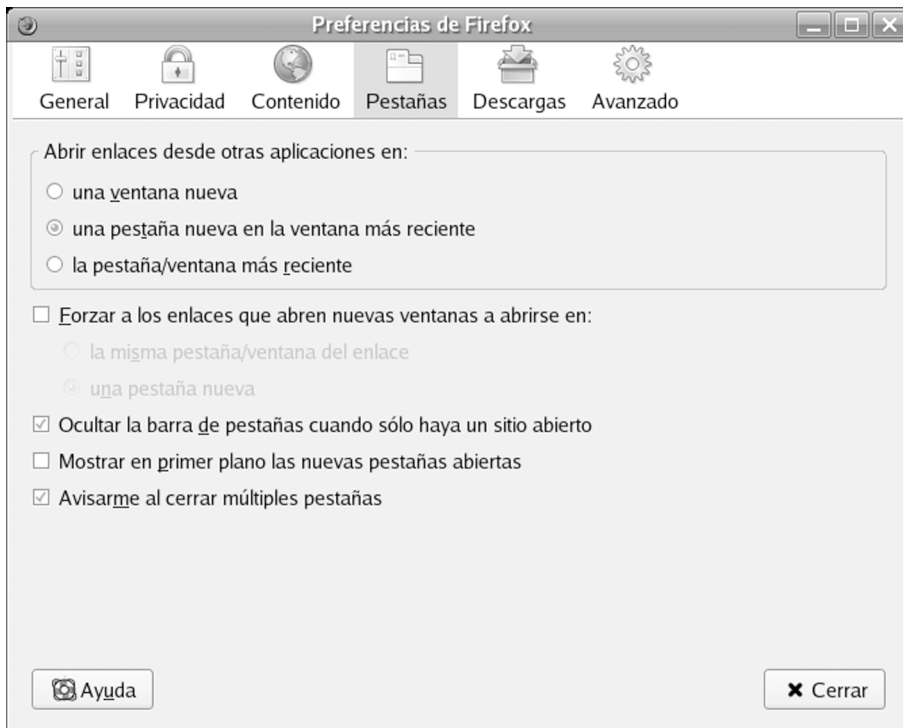 Preferencias de Firefox
General Privacidad Contenido Pestañas Descargas Avanzado
Abrir enlaces desde otras aplicaciones en:
una ventana nueva
una pestaña nueva en la ventana más reciente
la pestaña/ventana más reciente
Forzar a los enlaces que abren nuevas ventanas a abrirse en:
la misma pestaña/ventana del enlace
una pestaña nueva
Ocultar la barra de pestañas cuando sólo haya un sitio abierto
Mostrar en primer plano las nuevas pestañas abiertas
Avisarme al cerrar múltiples pestañas
Ayuda Cerrar